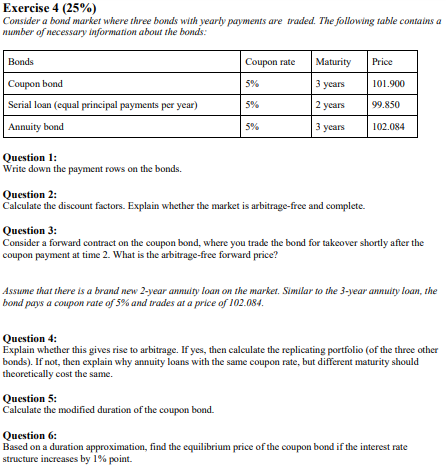 Exercise 4 (25%)
Consider a bond market where three bonds with yearly payments are traded. The following table contains a
number of necessary information about the bonds:
Bonds Coupon rate Maturity Price
Coupon bond 5% 3 years 101.900
Serial loan (equal principal payments per year) 5% 2 years 99.850
Annuity bond 5% 3 years 102.084
Question 1:
Write down the payment rows on the bonds.
Question 2:
Calculate the discount factors. Explain whether the market is arbitrage-free and complete.
Question 3:
Consider a forward contract on the coupon bond, where you trade the bond for takeover shortly after the
coupon payment at time 2. What is the arbitrage-free forward price?
Assume that there is a brand new 2-year annuity loan on the market. Similar to the 3-year annuity loan, the
bond pays a coupon rate of 5% and trades at a price of 102.084.
Question 4:
Explain whether this gives rise to arbitrage. If yes, then calculate the replicating portfolio (of the three other
bonds). If not, then explain why annuity loans with the same coupon rate, but different maturity should
theoretically cost the same.
Question 5:
Calculate the modified duration of the coupon bond.
Question 6:
Based on a duration approximation, find the equilibrium price of the coupon bond if the interest rate
structure increases by 1% point.